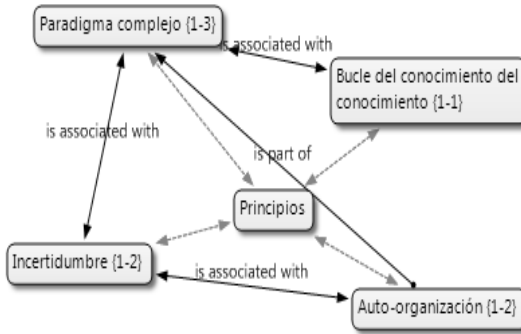 Paradigma complejo {1-3}
is associated with
Bucle del conocimiento del
conocimiento {1-1}
is associated with
is part of
Principios
Incertidumbre {1-2}
is associated with
Auto-organización {1-2}